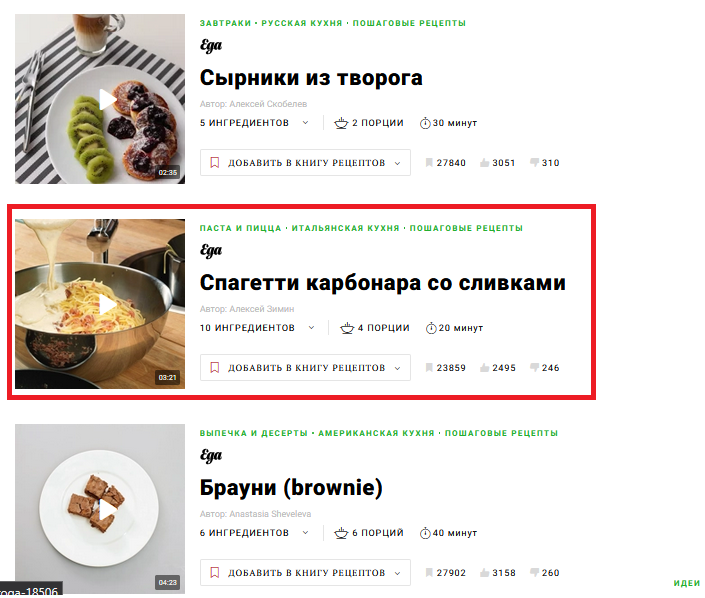 ЗАВТРАКИ • РУССКАЯ КУХНЯ • ПОШАГОВЫЕ РЕЦЕПТЫ
Еда
Сырники из творога
Автор: Алексей Скобелев
5 ИНГРЕДИЕНТОВ 2 ПОРЦИИ 30 минут
02:35
ДОБАВИТЬ В КНИГУ РЕЦЕПТОВ 27840 3051 310
ПАСТА И ПИЦЦА • ИТАЛЬЯНСКАЯ КУХНЯ • ПОШАГОВЫЕ РЕЦЕПТЫ
Еда
Спагетти карбонара со сливками
Автор: Алексей Зимин
10 ИНГРЕДИЕНТОВ 4 ПОРЦИИ 20 минут
03:21
ДОБАВИТЬ В КНИГУ РЕЦЕПТОВ 23859 2495 246
ВЫПЕЧКА И ДЕСЕРТЫ • АМЕРИКАНСКАЯ КУХНЯ • ПОШАГОВЫЕ РЕЦЕПТЫ
Еда
Брауни (brownie)
Автор: Anastasia Sheveleva
6 ИНГРЕДИЕНТОВ 6 ПОРЦИЙ 40 минут
04:23
ДОБАВИТЬ В КНИГУ РЕЦЕПТОВ 27902 3158 260
ИДЕИ
roga-18506